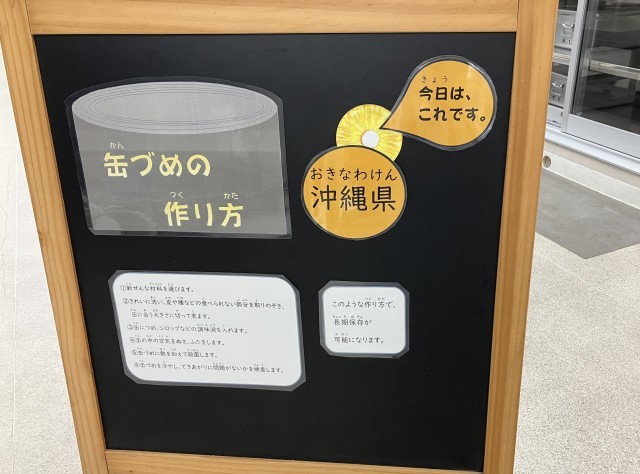 缶づめの
作り方
今日は、
これです。
おきなわけん
沖縄県
①新せんな材料を選びます。
②きれいに洗い、皮や種などの食べられない部分を取りのぞき、
缶に合う大きさに切って煮ます。
③缶につめ、シロップなどの調味液を入れます。
④缶の中の空気をぬき、ふたをします。
⑤缶づめに熱を加えて殺菌します。
⑥缶づめを冷やし、できあがりに問題がないかを検査します。
このような作り方で、
長期保存が
可能になります。